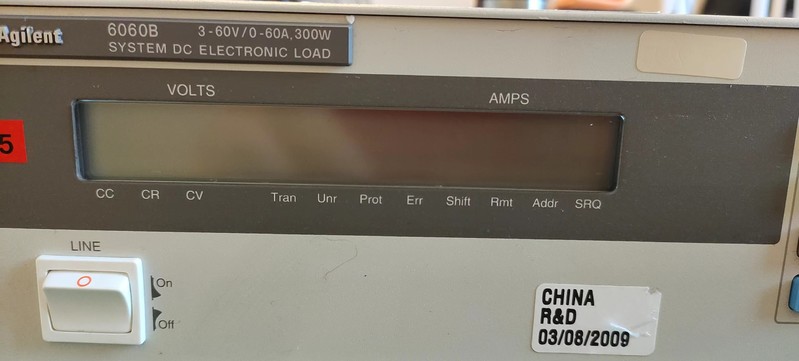 Agilent 6060B 3-60V/0-60A,300W
SYSTEM DC ELECTRONIC LOAD
5
VOLTS AMPS
CC CR CV Tran Unr Prot Err Shift Rmt Addr SRQ
LINE
On
Off
CHINA
R&D
03/08/2009